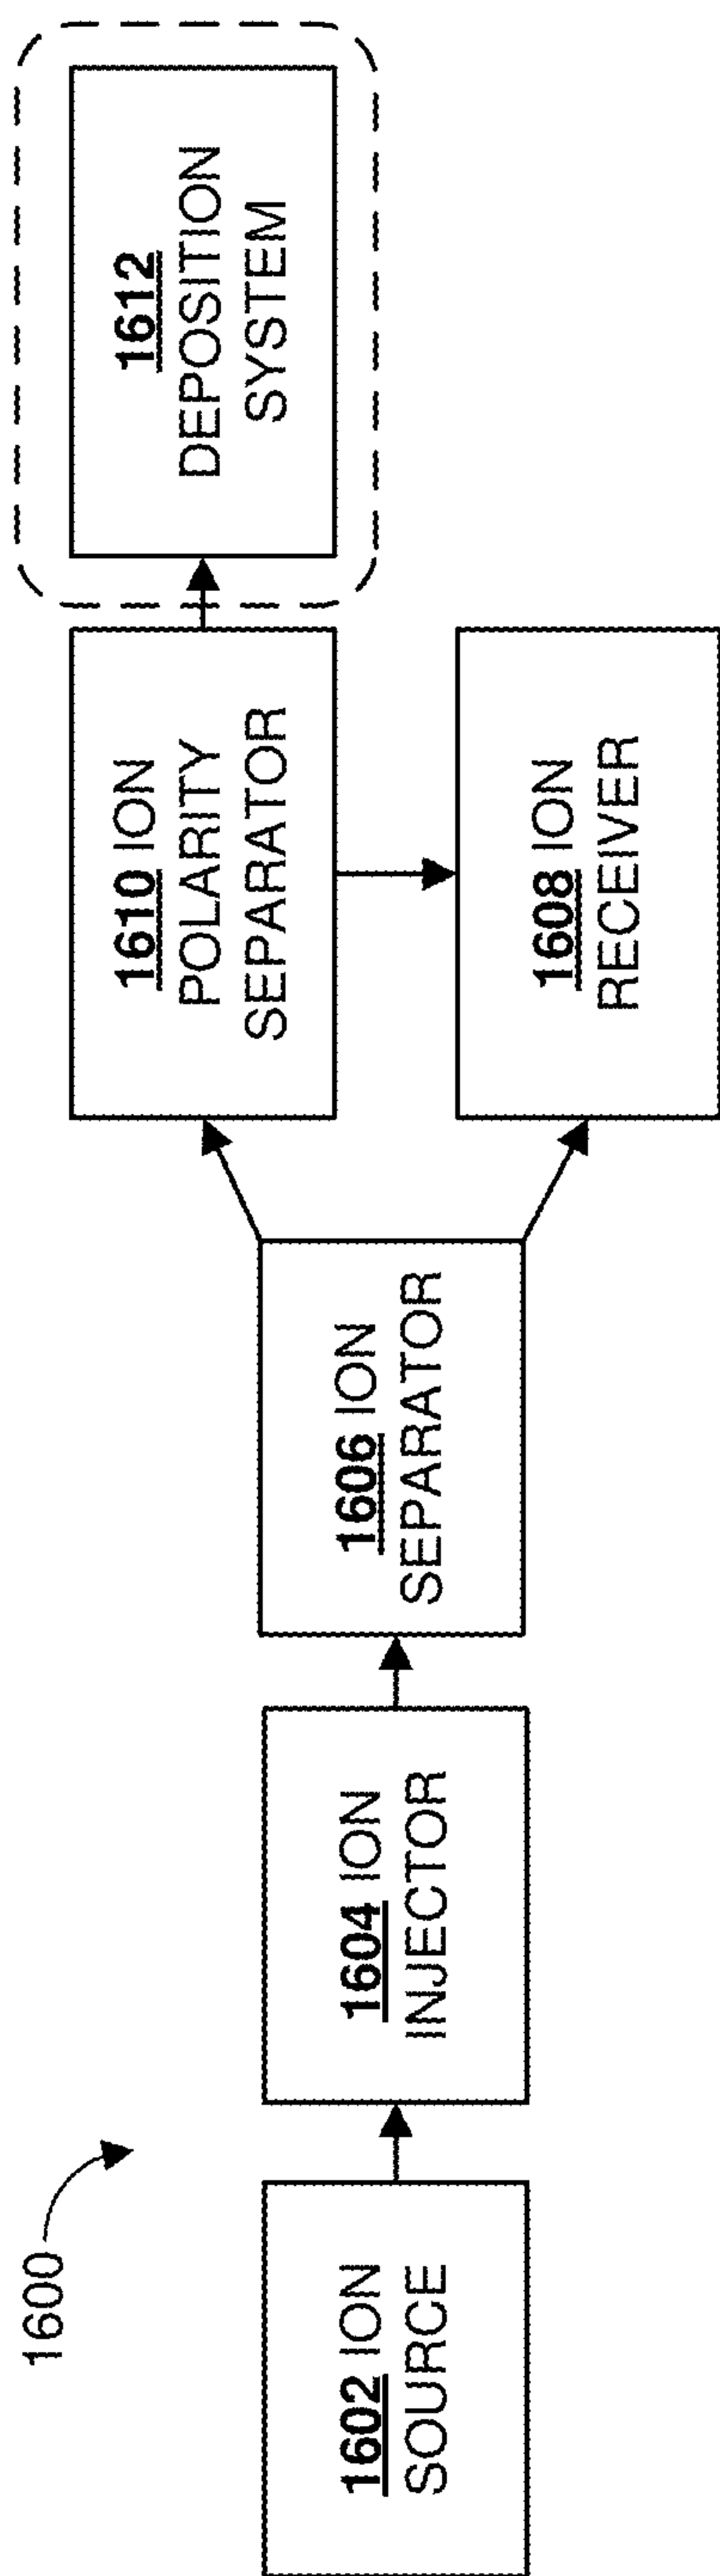 1600
1602 ION
SOURCE
1604 ION
INJECTOR
1606 ION
SEPARATOR
1610 ION
POLARITY
SEPARATOR
1608 ION
RECEIVER
1612
DEPOSITION
SYSTEM